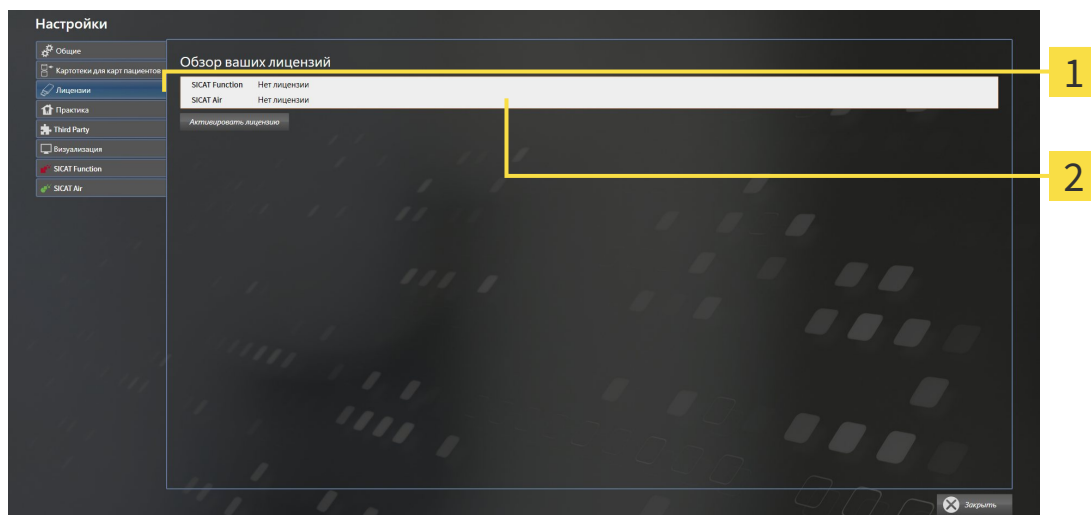 Настройки
Общие
Картотеки для карт пациентов
Лицензии
Практика
Third Party
Визуализация
SICAT Function
SICAT Air
Обзор ваших лицензий
SICAT Function Нет лицензии
SICAT Air Нет лицензии
Активировать лицензию
1
2
Закрыть